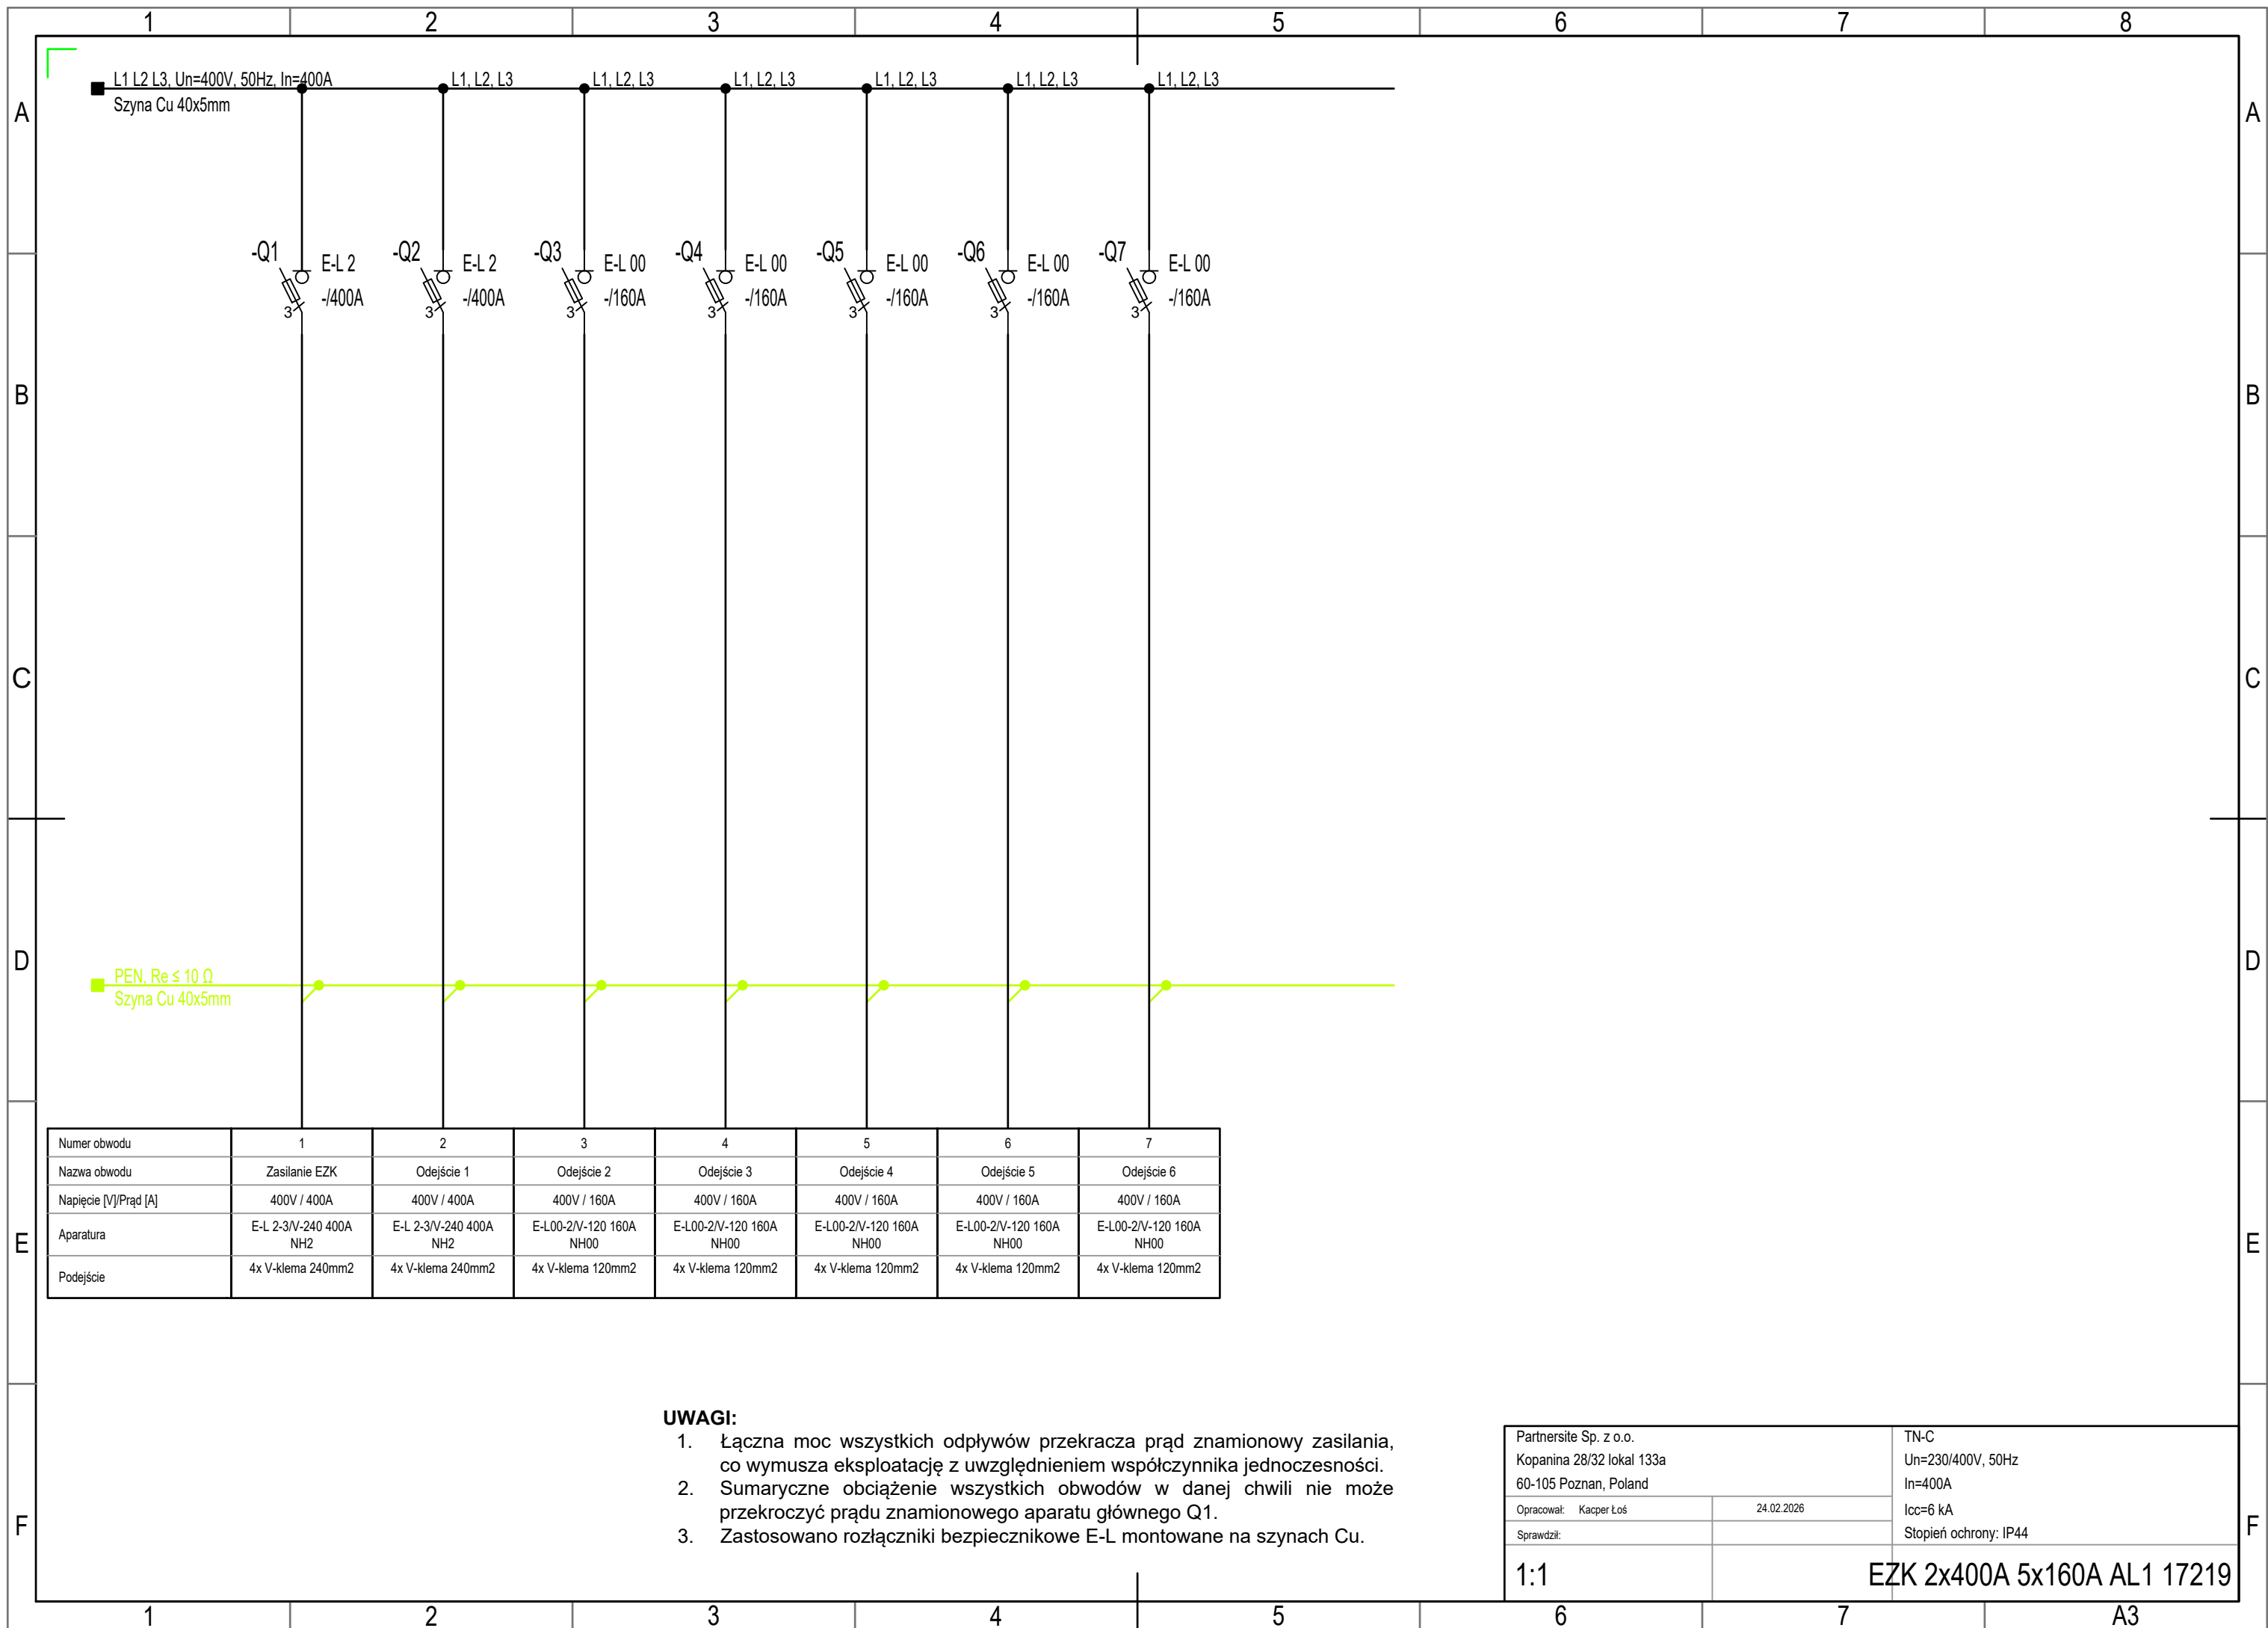 1 2 3 4 5 6 7 8
A A
L1 L2 L3, Un=400V, 50Hz, In=400A L1, L2, L3 L1, L2, L3 L1, L2, L3 L1, L2, L3 L1, L2, L3 L1, L2, L3
Szyna Cu 40x5mm
-Q1 -Q2 -Q3 -Q4 -Q5 -Q6 -Q7
E-L 2 E-L 2 E-L 00 E-L 00 E-L 00 E-L 00 E-L 00
-/400A -/400A -/160A -/160A -/160A -/160A -/160A
3 3 3 3 3 3 3
B B
C C
D D
PEN, Re ≤ 10 Ω
Szyna Cu 40x5mm
Numer obwodu 1 2 3 4 5 6 7
Nazwa obwodu Zasilanie EZK Odejście 1 Odejście 2 Odejście 3 Odejście 4 Odejście 5 Odejście 6
Napięcie [V]/Prąd [A] 400V / 400A 400V / 400A 400V / 160A 400V / 160A 400V / 160A 400V / 160A 400V / 160A
Aparatura E-L 2-3/V-240 400A E-L 2-3/V-240 400A E-L00-2/V-120 160A E-L00-2/V-120 160A E-L00-2/V-120 160A E-L00-2/V-120 160A E-L00-2/V-120 160A
NH2 NH2 NH00 NH00 NH00 NH00 NH00
Podejście 4x V-klema 240mm2 4x V-klema 240mm2 4x V-klema 120mm2 4x V-klema 120mm2 4x V-klema 120mm2 4x V-klema 120mm2 4x V-klema 120mm2
E E
UWAGI:
1. Łączna moc wszystkich odpływów przekracza prąd znamionowy zasilania,
co wymusza eksploatację z uwzględnieniem współczynnika jednoczesności.
2. Sumaryczne obciążenie wszystkich obwodów w danej chwili nie może
przekroczyć prądu znamionowego aparatu głównego Q1.
3. Zastosowano rozłączniki bezpiecznikowe E-L montowane na szynach Cu.
F F
Partnersite Sp. z o.o.
Kopanina 28/32 lokal 133a
60-105 Poznan, Poland
Opracował: Kacper Łoś 24.02.2026
Sprawdził:
TN-C
Un=230/400V, 50Hz
In=400A
Icc=6 kA
Stopień ochrony: IP44
1:1 EZK 2x400A 5x160A AL1 17219
1 2 3 4 5 6 7 A3